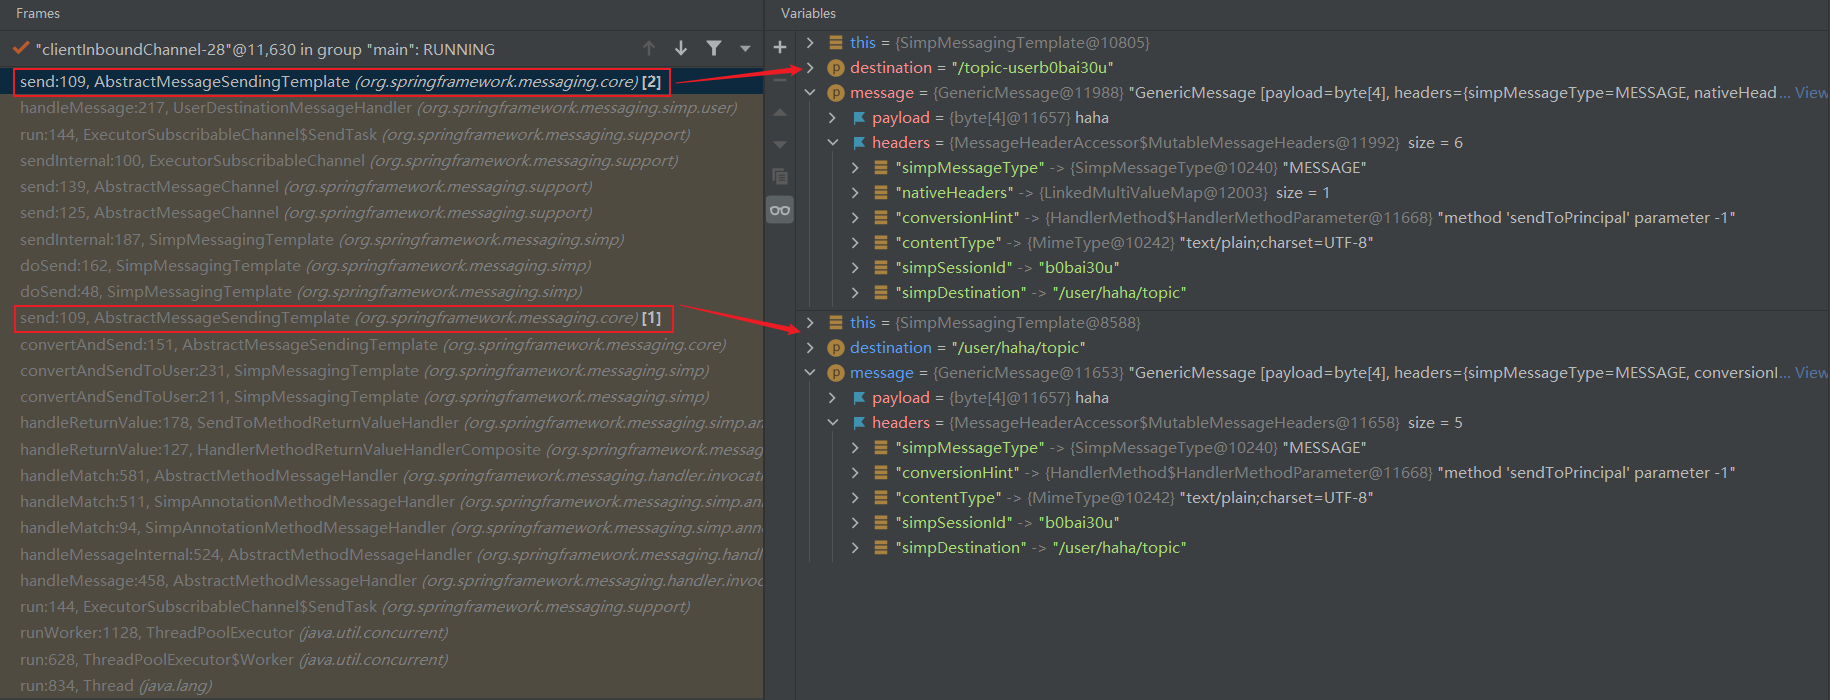 Frames
"clientInboundChannel-28"@11,630 in group "main": RUNNING
send:109, AbstractMessageSendingTemplate (org.springframework.messaging.core) [2]
handleMessage:217, UserDestinationMessageHandler (org.springframework.messaging.simp.user)
run:144, ExecutorSubscribableChannel$SendTask (org.springframework.messaging.support)
sendInternal:100, ExecutorSubscribableChannel (org.springframework.messaging.support)
send:139, AbstractMessageChannel (org.springframework.messaging.support)
send:125, AbstractMessageChannel (org.springframework.messaging.support)
sendInternal:187, SimpMessagingTemplate (org.springframework.messaging.simp)
doSend:162, SimpMessagingTemplate (org.springframework.messaging.simp)
doSend:48, SimpMessagingTemplate (org.springframework.messaging.simp)
send:109, AbstractMessageSendingTemplate (org.springframework.messaging.core) [1]
convertAndSend:151, AbstractMessageSendingTemplate (org.springframework.messaging.core)
convertAndSendToUser:231, SimpMessagingTemplate (org.springframework.messaging.simp)
convertAndSendToUser:211, SimpMessagingTemplate (org.springframework.messaging.simp)
handleReturnValue:178, SendToMethodReturnValueHandler (org.springframework.messaging.simp.an
handleReturnValue:127, HandlerMethodReturnValueHandlerComposite (org.springframework.messag
handleMatch:581, AbstractMethodMessageHandler (org.springframework.messaging.handler.invocati
handleMatch:511, SimpAnnotationMethodMessageHandler (org.springframework.messaging.simp.ann
handleMatch:94, SimpAnnotationMethodMessageHandler (org.springframework.messaging.simp.anno
handleMessageInternal:524, AbstractMethodMessageHandler (org.springframework.messaging.handl
handleMessage:458, AbstractMethodMessageHandler (org.springframework.messaging.handler.invoc
run:144, ExecutorSubscribableChannel$SendTask (org.springframework.messaging.support)
runWorker:1128, ThreadPoolExecutor (java.util.concurrent)
run:628, ThreadPoolExecutor$Worker (java.util.concurrent)
run:834, Thread (java.lang)
Variables
this = {SimpMessagingTemplate@10805}
destination = "/topic-userb0bai30u"
message = {GenericMessage@11988} "GenericMessage [payload=byte[4], headers={simpMessageType=MESSAGE, nativeHead... View
payload = {byte[4]@11657} haha
headers = {MessageHeaderAccessor$MutableMessageHeaders@11992} size = 6
"simpMessageType" -> {SimpMessageType@10240} "MESSAGE"
"nativeHeaders" -> {LinkedMultiValueMap@12003} size = 1
"conversionHint" -> {HandlerMethod$HandlerMethodParameter@11668} "method 'sendToPrincipal' parameter -1"
"contentType" -> {MimeType@10242} "text/plain;charset=UTF-8"
"simpSessionId" -> "b0bai30u"
"simpDestination" -> "/user/haha/topic"
this = {SimpMessagingTemplate@8588}
destination = "/user/haha/topic"
message = {GenericMessage@11653} "GenericMessage [payload=byte[4], headers={simpMessageType=MESSAGE, conversionI... View
payload = {byte[4]@11657} haha
headers = {MessageHeaderAccessor$MutableMessageHeaders@11658} size = 5
"simpMessageType" -> {SimpMessageType@10240} "MESSAGE"
"conversionHint" -> {HandlerMethod$HandlerMethodParameter@11668} "method 'sendToPrincipal' parameter -1"
"contentType" -> {MimeType@10242} "text/plain;charset=UTF-8"
"simpSessionId" -> "b0bai30u"
"simpDestination" -> "/user/haha/topic"